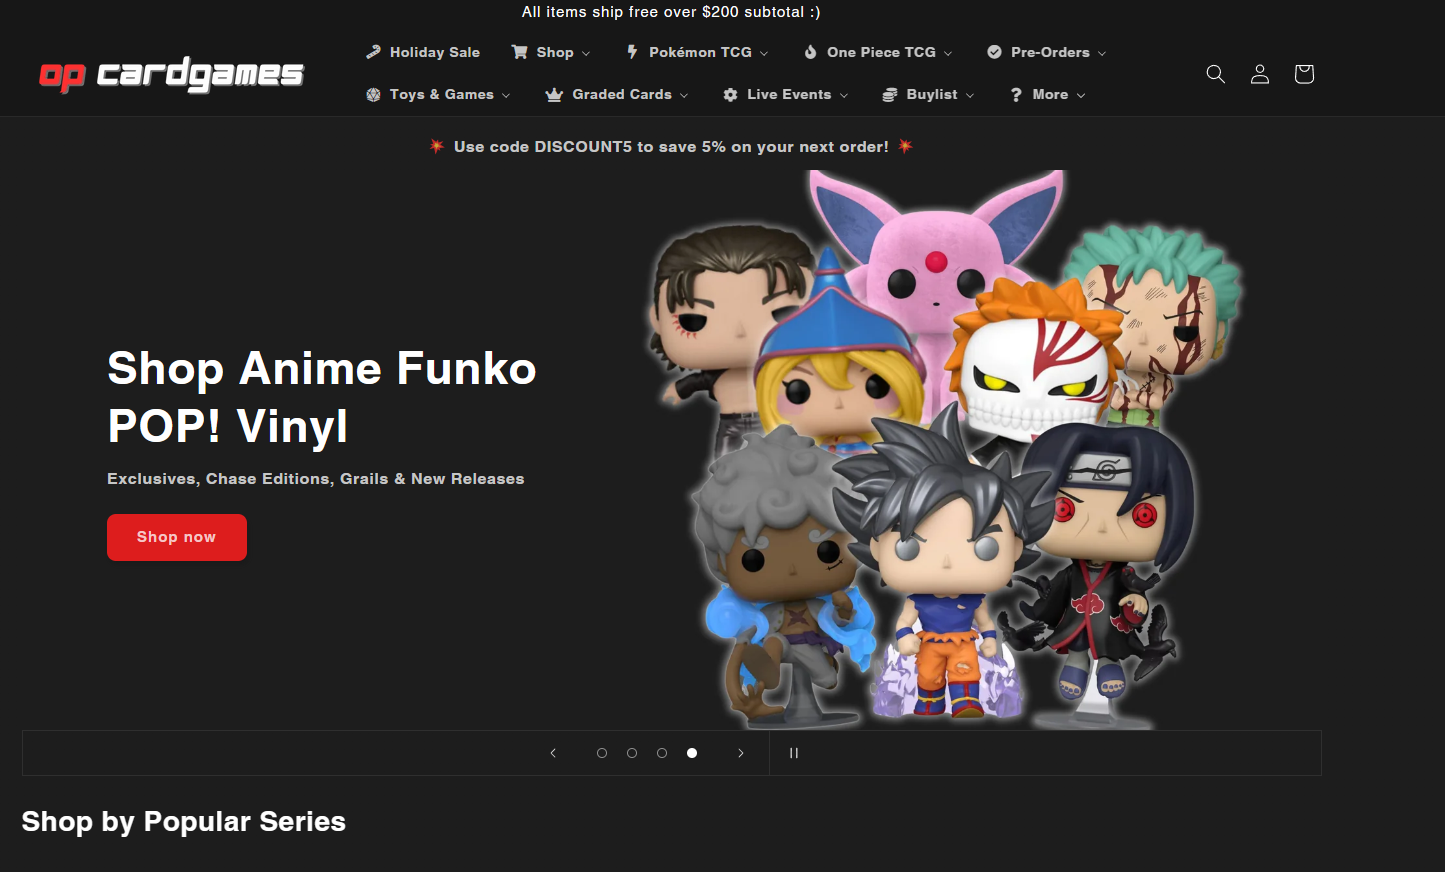 All items ship free over $200 subtotal :)
op cardgames
Holiday Sale Shop Pokémon TCG One Piece TCG Pre-Orders
Toys & Games Graded Cards Live Events Buylist More
Use code DISCOUNT5 to save 5% on your next order!
Shop Anime Funko
POP! Vinyl
Exclusives, Chase Editions, Grails & New Releases
Shop now
Shop by Popular Series